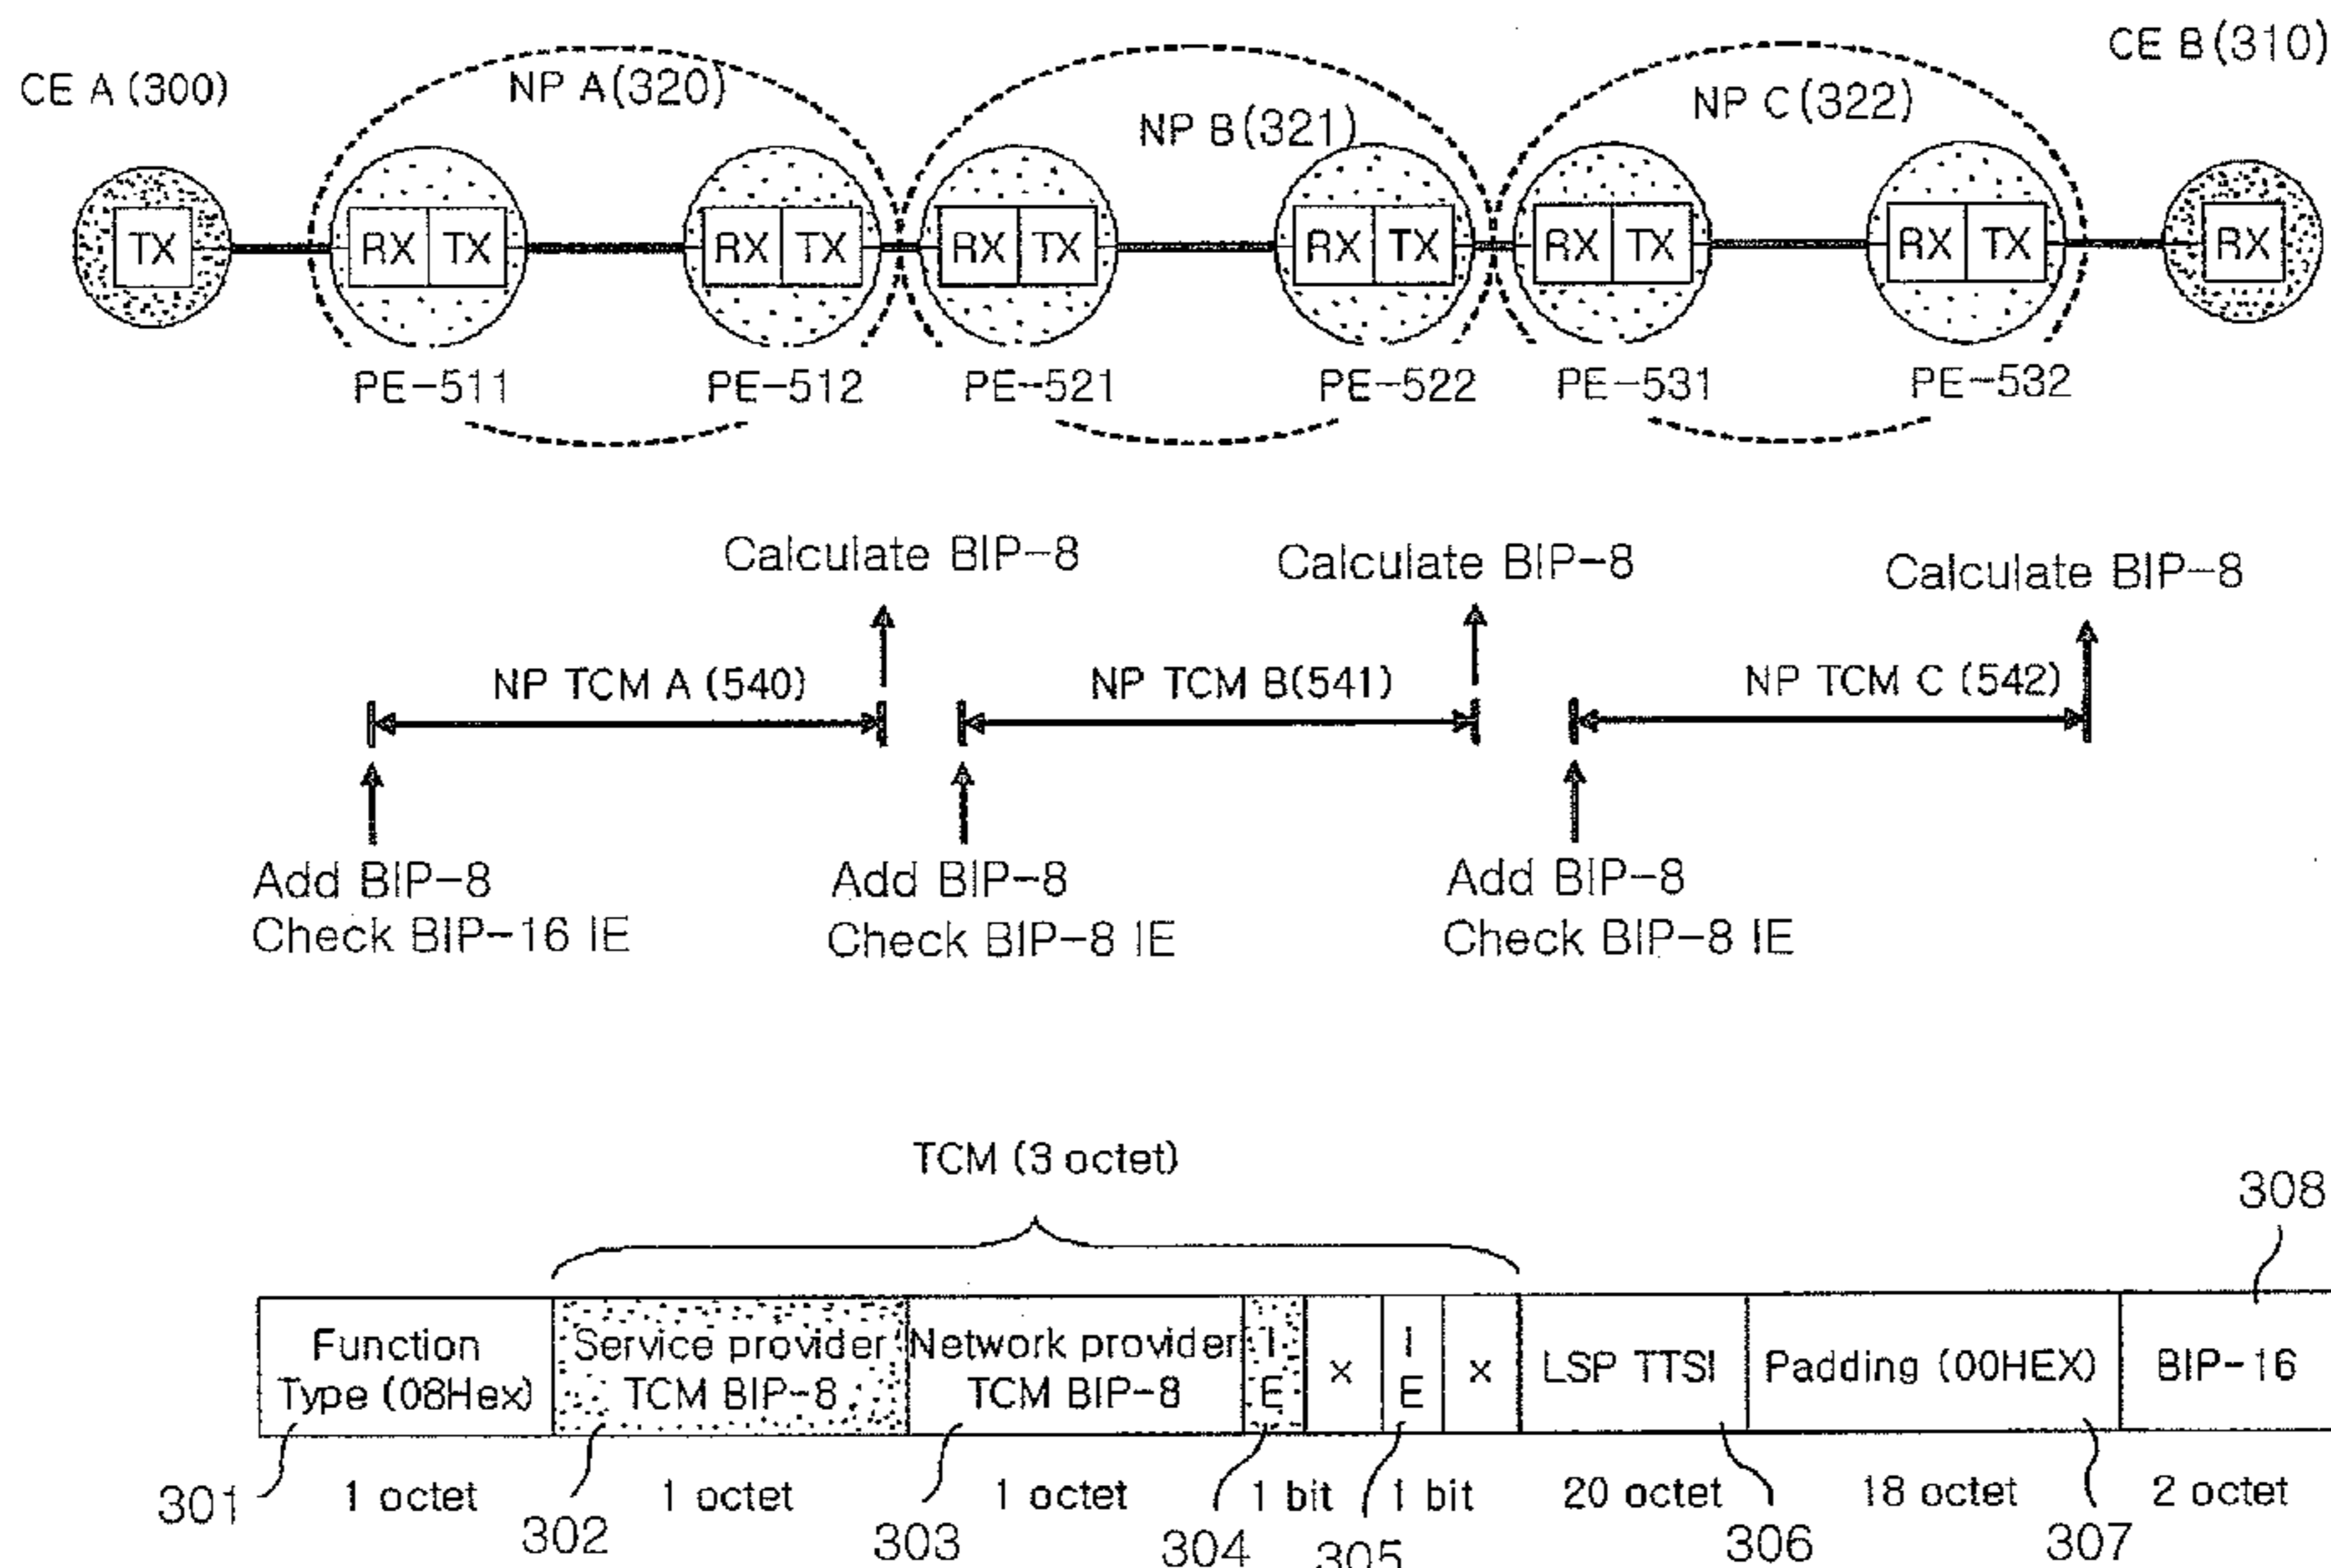 CE A (300)
NP A(320)
NP B(321)
NP C(322)
CE B(310)
TX
RX TX
RX TX
RX TX
RX TX
RX TX
RX TX
RX
PE-511
PE-512
PE-521
PE-522
PE-531
PE-532
Calculate BIP-8
Calculate BIP-8
Calculate BIP-8
NP TCM A (540)
NP TCM B(541)
NP TCM C (542)
Add BIP-8
Check BIP-16 IE
Add BIP-8
Check BIP-8 IE
Add BIP-8
Check BIP-8 IE
TCM (3 octet)
308
Function
Type (08Hex)
Service provider
TCM BIP-8
Network provider
TCM BIP-8
I
E
x
I
E
x
LSP TTSI
Padding (00HEX)
BIP-16
301
1 octet
302
1 octet
303
1 octet
304
1 bit
305
1 bit
20 octet
306
18 octet
307
2 octet